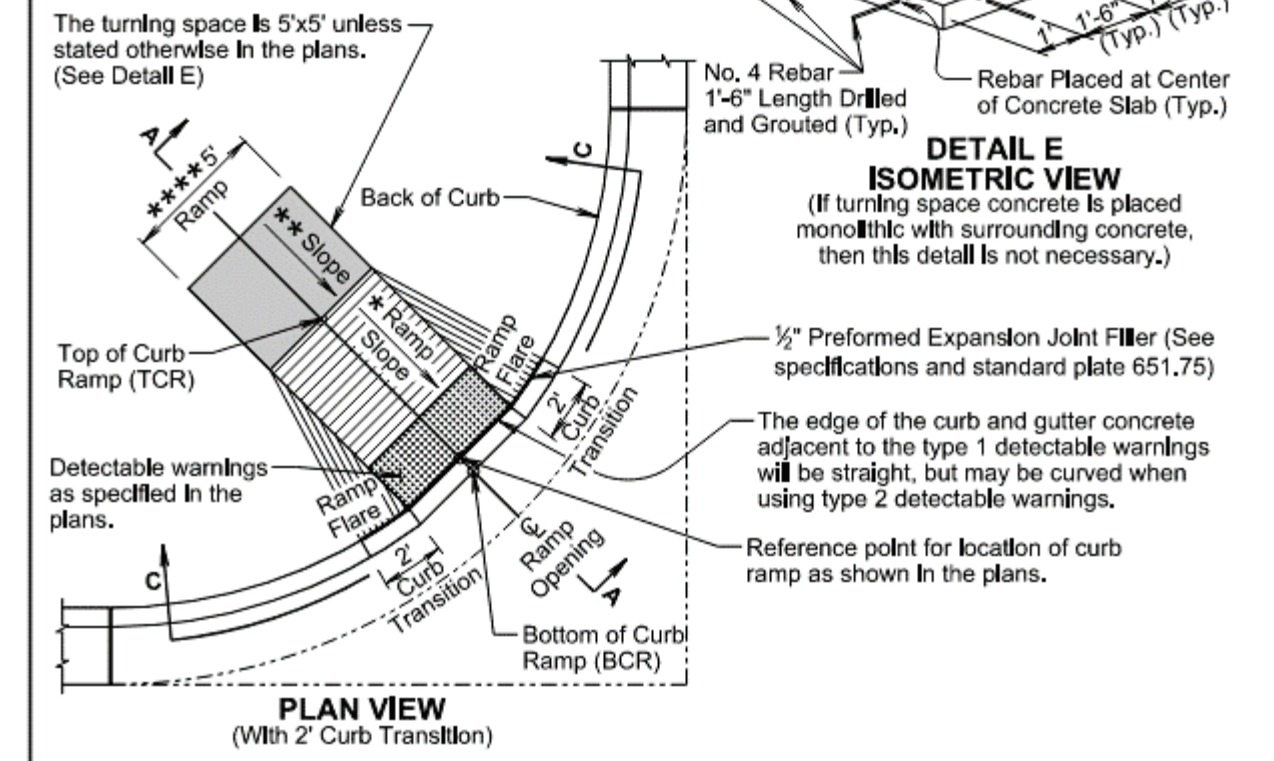 The turning space is 5'x5' unless
stated otherwise in the plans.
(See Detail E)
A
****5'
Ramp
** Slope
* Ramp
Slope
Top of Curb
Ramp (TCR)
Detectable warnings
as specified in the
plans.
Ramp
Flare
Ramp
Flare
Back of Curb
C
C
2'
Curb
Transition
2'
Curb
Transition
℄
Ramp
Opening
A
Bottom of Curb
Ramp (BCR)
PLAN VIEW
(With 2' Curb Transition)
No. 4 Rebar
1'-6" Length Drilled
and Grouted (Typ.)
1'
1'-6"
(Typ.)
(Typ.)
Rebar Placed at Center
of Concrete Slab (Typ.)
DETAIL E
ISOMETRIC VIEW
(If turning space concrete is placed
monolithic with surrounding concrete,
then this detail is not necessary.)
½" Preformed Expansion Joint Filler (See
specifications and standard plate 651.75)
The edge of the curb and gutter concrete
adjacent to the type 1 detectable warnings
will be straight, but may be curved when
using type 2 detectable warnings.
Reference point for location of curb
ramp as shown in the plans.